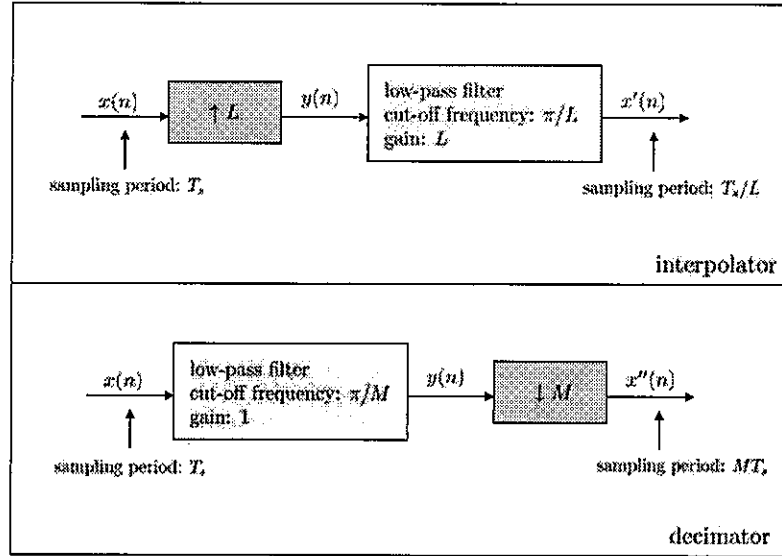 x(n)
↑ L
y(n)
low-pass filter
cut-off frequency: π/L
gain: L
x′(n)
sampling period: Tₛ
sampling period: Tₛ/L
interpolator
x(n)
low-pass filter
cut-off frequency: π/M
gain: 1
y(n)
↓ M
x″(n)
sampling period: Tₛ
sampling period: MTₛ
decimator